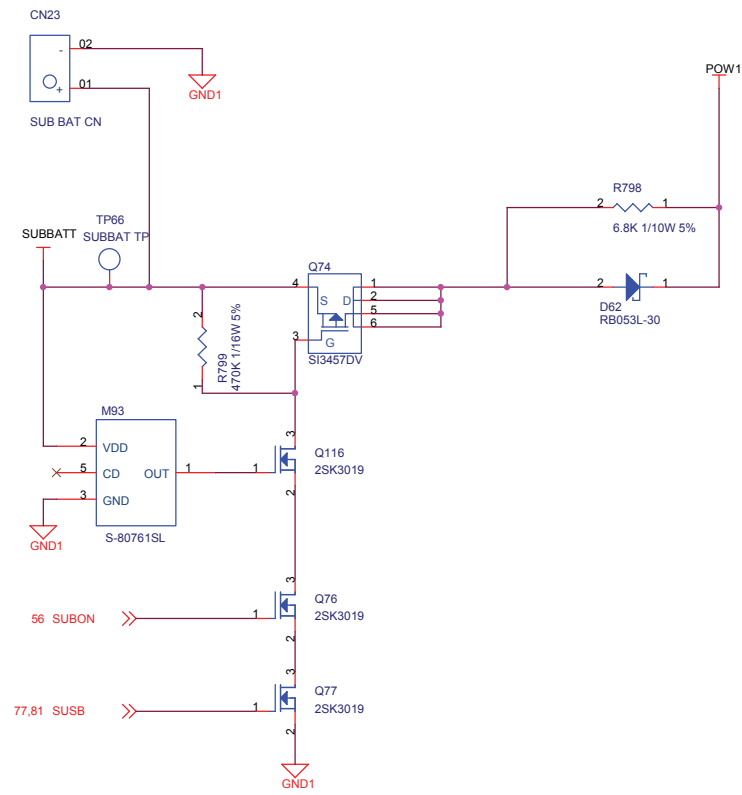 CN23
02
-
GND1
01
+
SUB BAT CN
POW1
R798
2 1
6.8K 1/10W 5%
TP66
SUBBAT TP
SUBBATT
Q74
4 S D 1
2
5
6
3 G
SI3457DV
2 1
D62
RB053L-30
2
R799
470K 1/16W 5%
1
M93
2 VDD
5 CD OUT 1
3 GND
S-80761SL
GND1
3
1
Q116
2SK3019
2
3
Q76
56 SUBON
1
2SK3019
2
3
Q77
77,81 SUSB
1
2SK3019
2
GND1